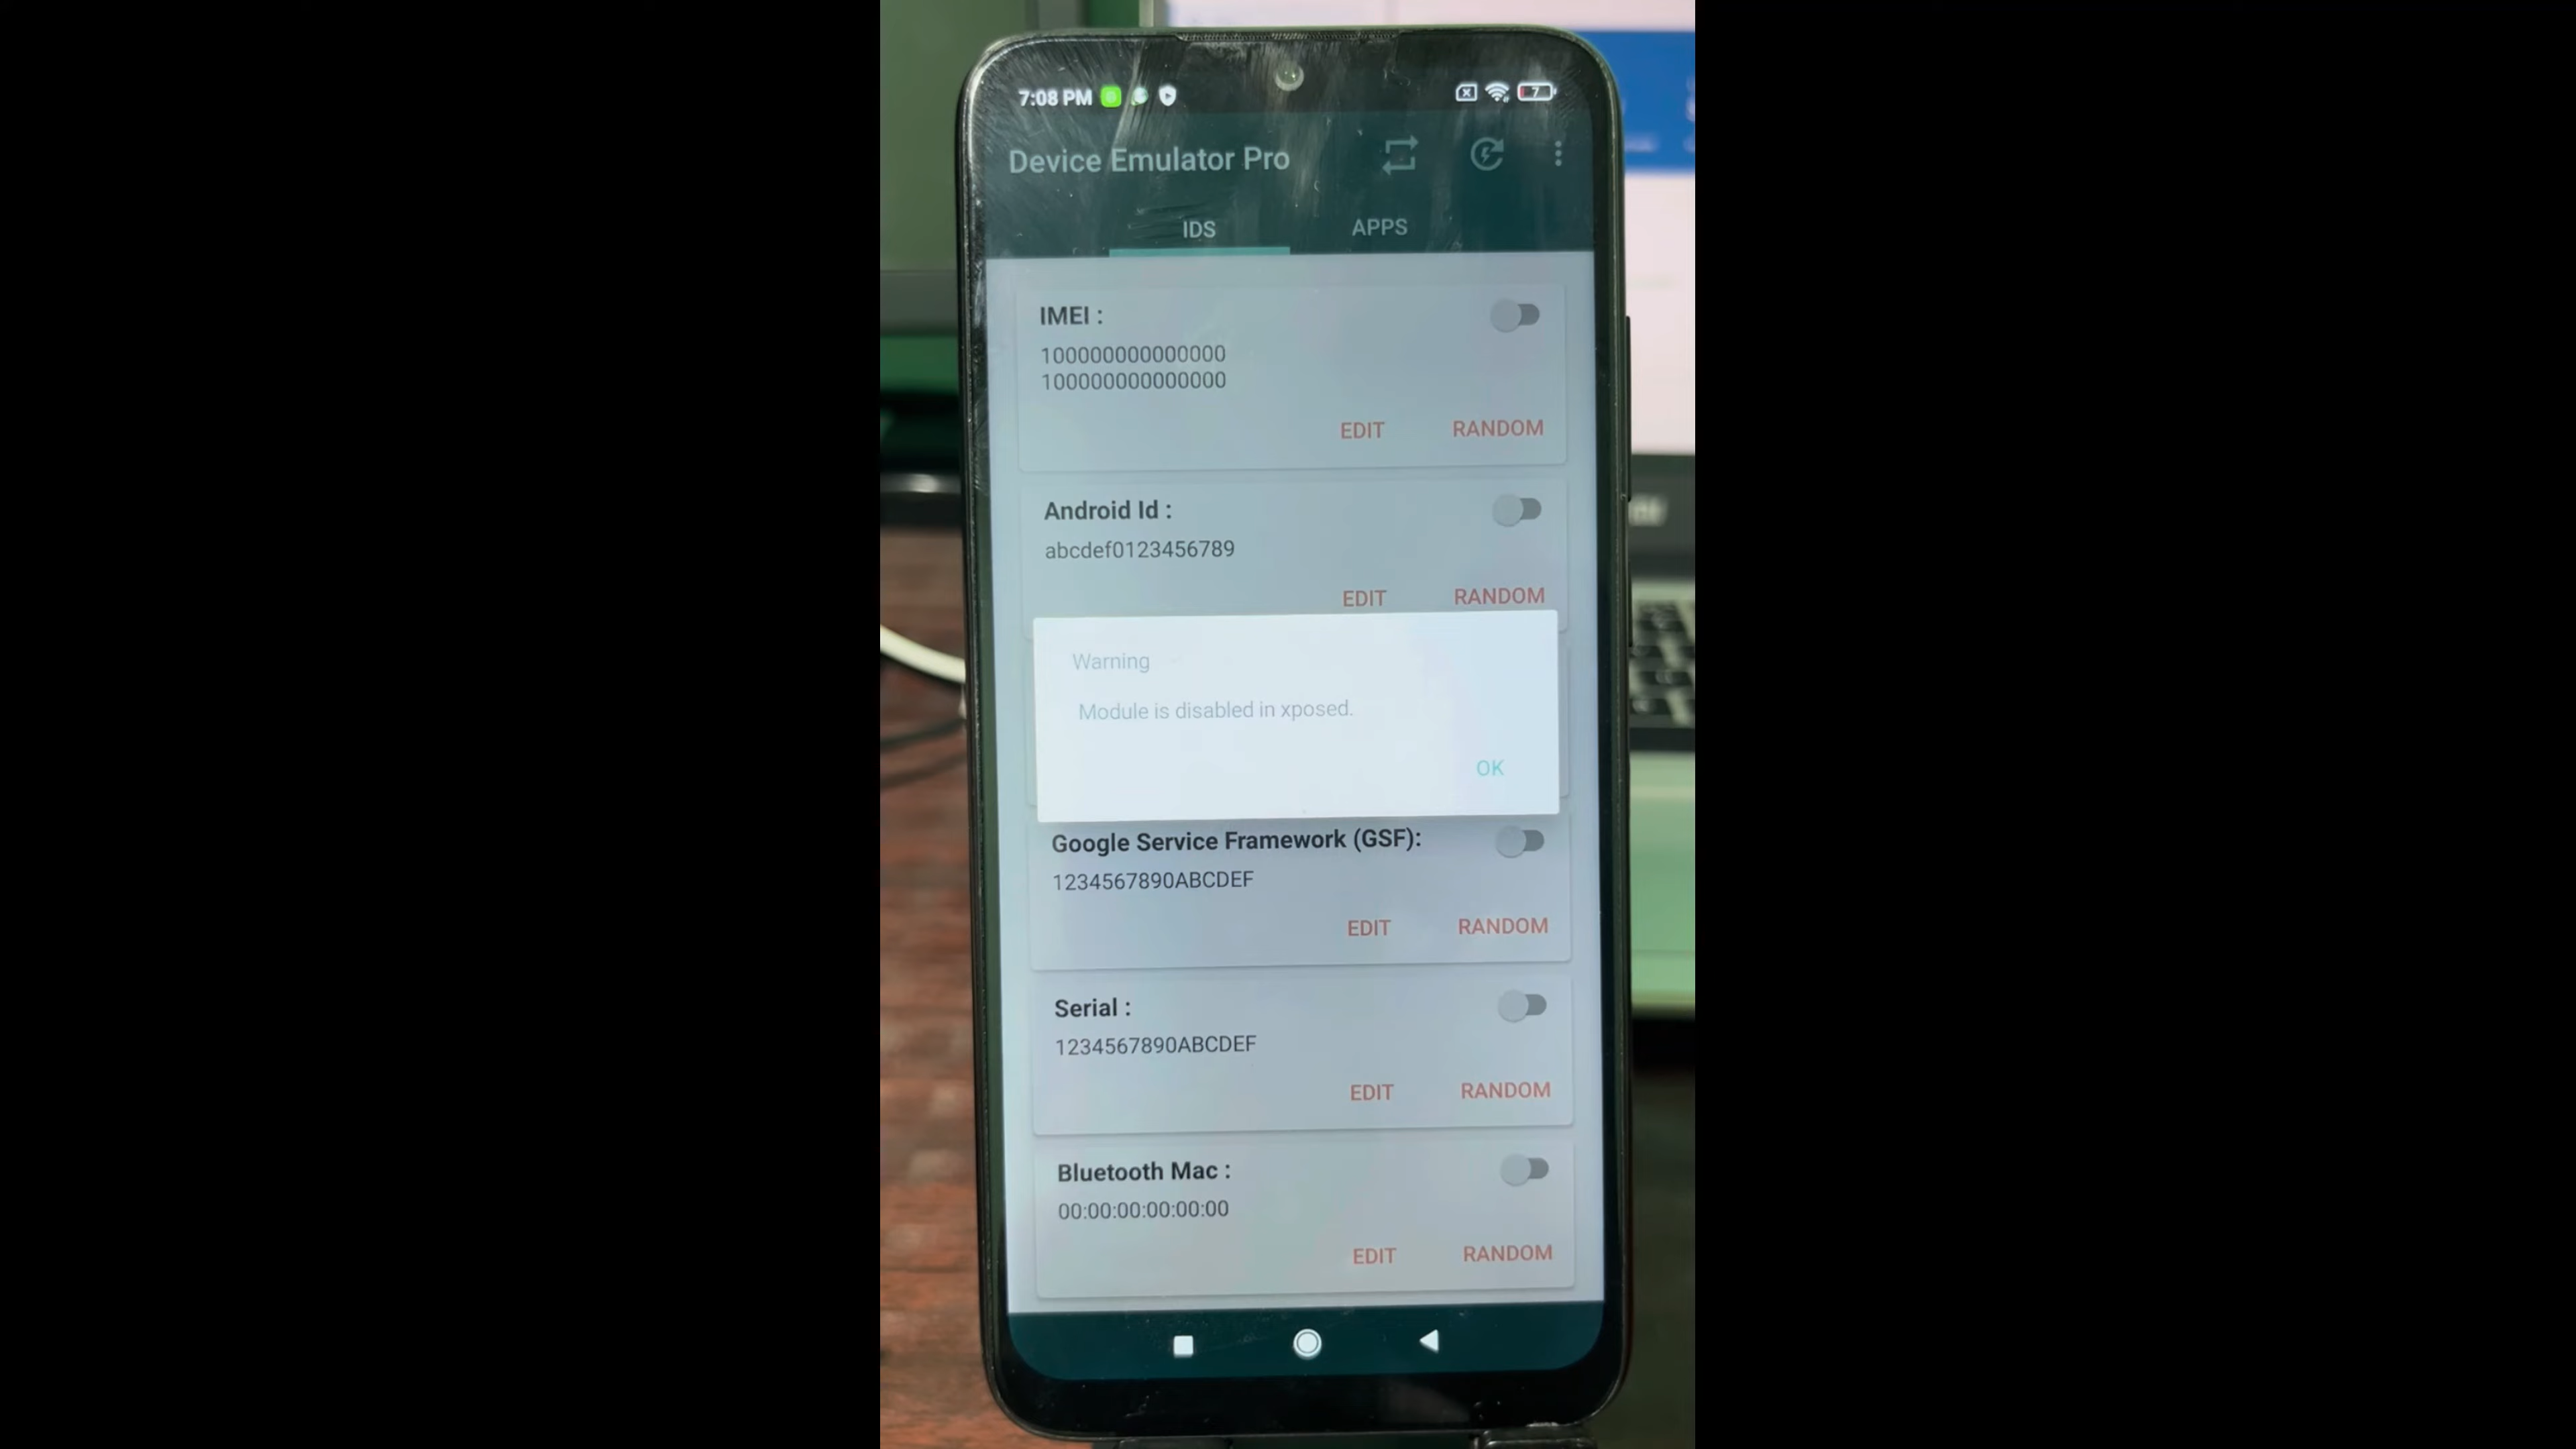 7:08 PM
7
Device Emulator Pro
IDS
APPS
IMEI :
100000000000000
100000000000000
EDIT
RANDOM
Android Id :
abcdef0123456789
EDIT
RANDOM
Warning
Module is disabled in xposed.
OK
Google Service Framework (GSF):
1234567890ABCDEF
EDIT
RANDOM
Serial :
1234567890ABCDEF
EDIT
RANDOM
Bluetooth Mac :
00:00:00:00:00:00
EDIT
RANDOM